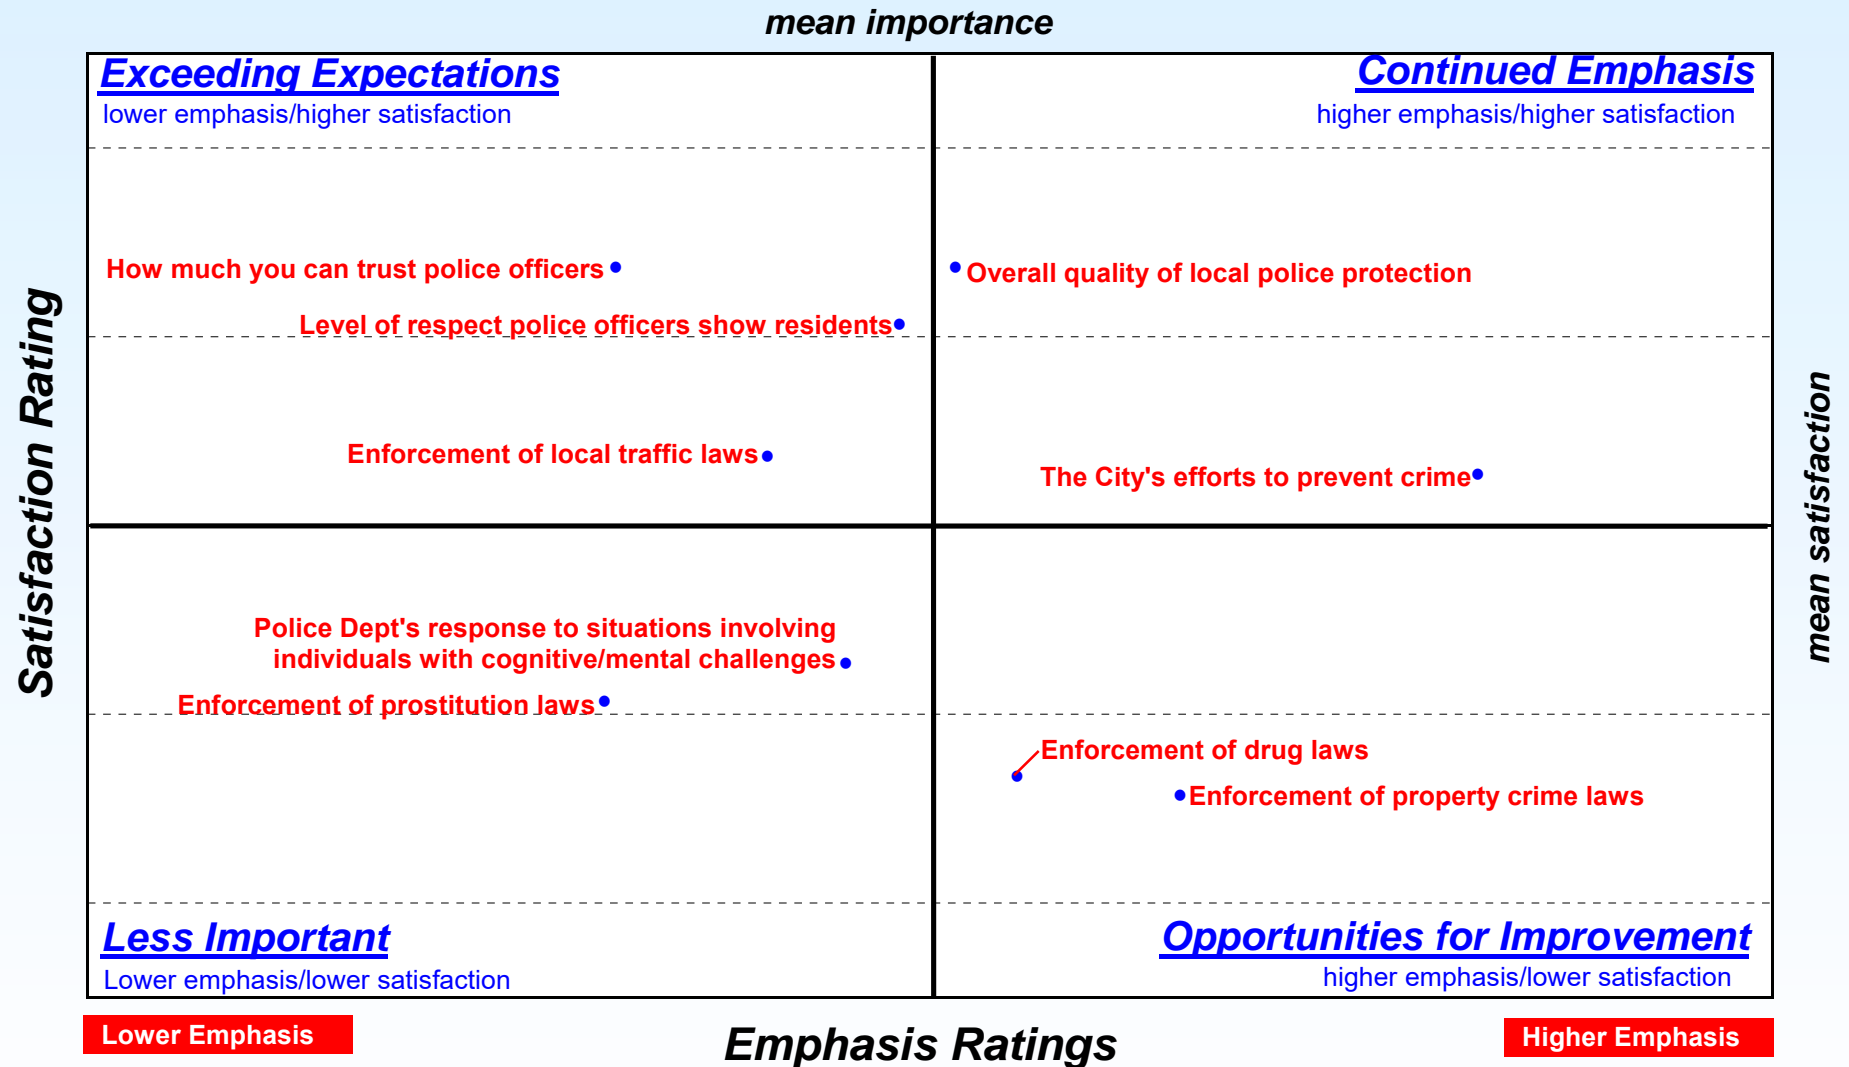 mean importance
Exceeding Expectations
lower emphasis/higher satisfaction
Continued Emphasis
higher emphasis/higher satisfaction
How much you can trust police officers
Overall quality of local police protection
Level of respect police officers show residents
Enforcement of local traffic laws
The City's efforts to prevent crime
Satisfaction Rating
mean satisfaction
Police Dept's response to situations involving
individuals with cognitive/mental challenges
Enforcement of prostitution laws
Enforcement of drug laws
Enforcement of property crime laws
Less Important
Lower emphasis/lower satisfaction
Opportunities for Improvement
higher emphasis/lower satisfaction
Lower Emphasis
Emphasis Ratings
Higher Emphasis